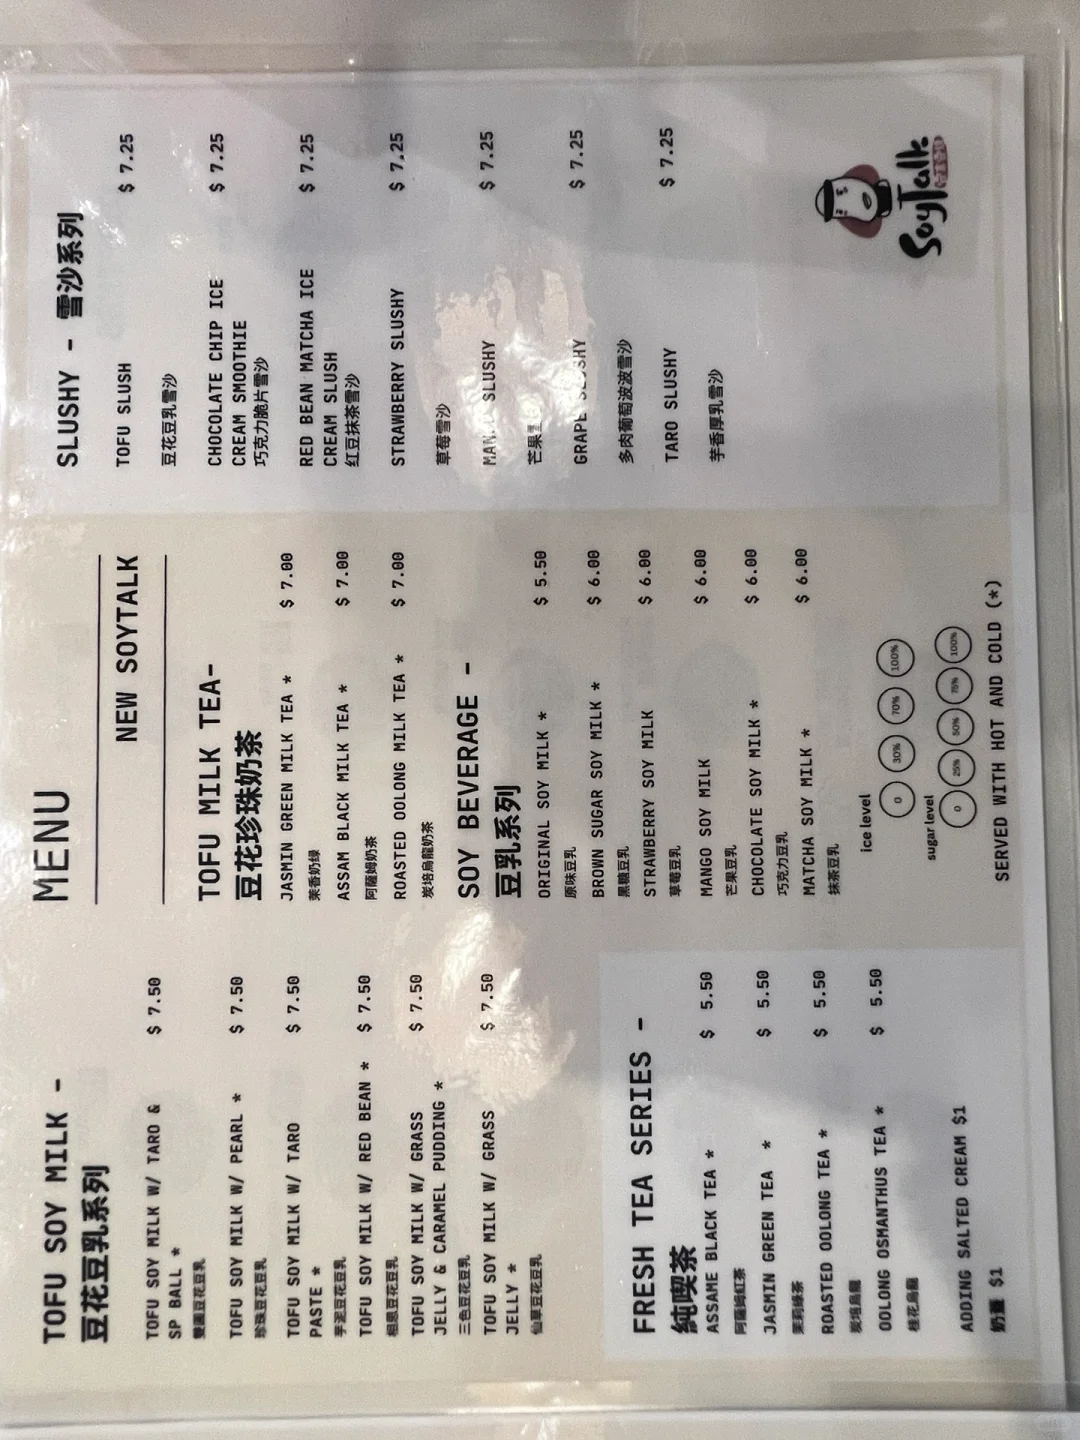 MENU
NEW SOYTALK
TOFU SOY MILK -
豆花豆乳系列
TOFU SOY MILK W/ TARO & $ 7.50
SP BALL *
雙圓豆花豆乳
TOFU SOY MILK W/ PEARL * $ 7.50
珍珠豆花豆乳
TOFU SOY MILK W/ TARO $ 7.50
PASTE *
芋泥豆花豆乳
TOFU SOY MILK W/ RED BEAN * $ 7.50
相思豆花豆乳
TOFU SOY MILK W/ GRASS $ 7.50
JELLY & CARAMEL PUDDING *
三色豆花豆乳
TOFU SOY MILK W/ GRASS $ 7.50
JELLY *
仙草豆花豆乳
FRESH TEA SERIES -
純喫茶
ASSAME BLACK TEA * $ 5.50
阿薩姆紅茶
JASMIN GREEN TEA * $ 5.50
茉莉綠茶
ROASTED OOLONG TEA * $ 5.50
炭培烏龍
OOLONG OSMANTHUS TEA * $ 5.50
桂花烏龍
ADDING SALTED CREAM $1
奶蓋 $1
TOFU MILK TEA-
豆花珍珠奶茶
JASMIN GREEN MILK TEA * $ 7.00
茉香奶绿
ASSAM BLACK MILK TEA * $ 7.00
阿薩姆奶茶
ROASTED OOLONG MILK TEA * $ 7.00
炭培烏龍奶茶
SOY BEVERAGE -
豆乳系列
ORIGINAL SOY MILK * $ 5.50
原味豆乳
BROWN SUGAR SOY MILK * $ 6.00
黑糖豆乳
STRAWBERRY SOY MILK $ 6.00
草莓豆乳
MANGO SOY MILK $ 6.00
芒果豆乳
CHOCOLATE SOY MILK * $ 6.00
巧克力豆乳
MATCHA SOY MILK * $ 6.00
抹茶豆乳
ice level
0 30% 70% 100%
sugar level
0 25% 50% 75% 100%
SERVED WITH HOT AND COLD (*)
SLUSHY - 雪沙系列
TOFU SLUSH $ 7.25
豆花豆乳雪沙
CHOCOLATE CHIP ICE $ 7.25
CREAM SMOOTHIE
巧克力脆片雪沙
RED BEAN MATCHA ICE $ 7.25
CREAM SLUSH
红豆抹茶雪沙
STRAWBERRY SLUSHY $ 7.25
草莓雪沙
SLUSHY $ 7.25
芒果
GRAPE SLUSHY $ 7.25
多肉葡萄波波雪沙
TARO SLUSHY $ 7.25
芋香厚乳雪沙
SoyTalk